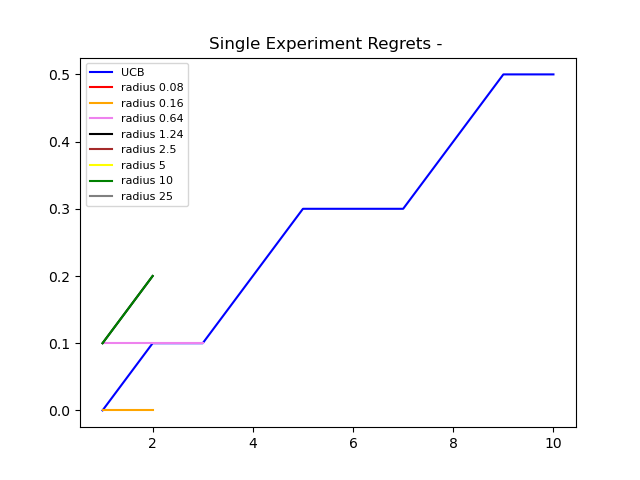 Single Experiment Regrets -
UCB
radius 0.08
radius 0.16
radius 0.64
radius 1.24
radius 2.5
radius 5
radius 10
radius 25
0.5
0.4
0.3
0.2
0.1
0.0
2 4 6 8 10